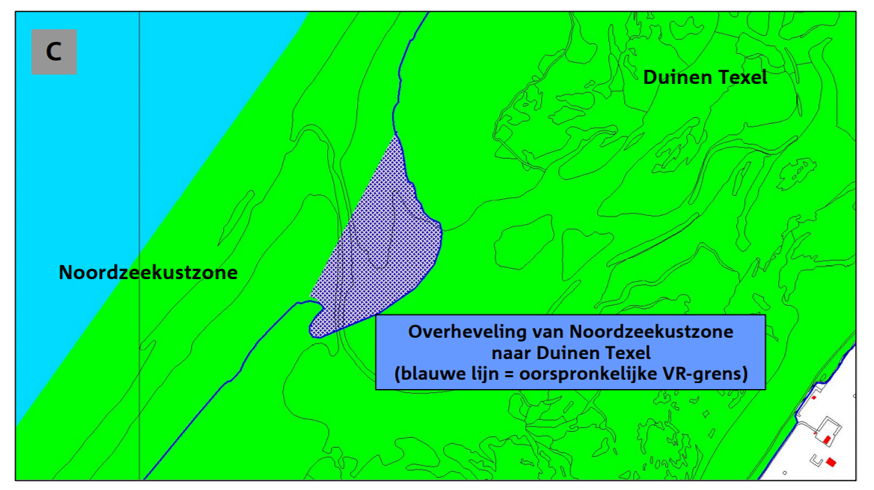 C
Duinen Texel
Noordzeekustzone
Overheveling van Noordzeekustzone
naar Duinen Texel
(blauwe lijn = oorspronkelijke VR-grens)